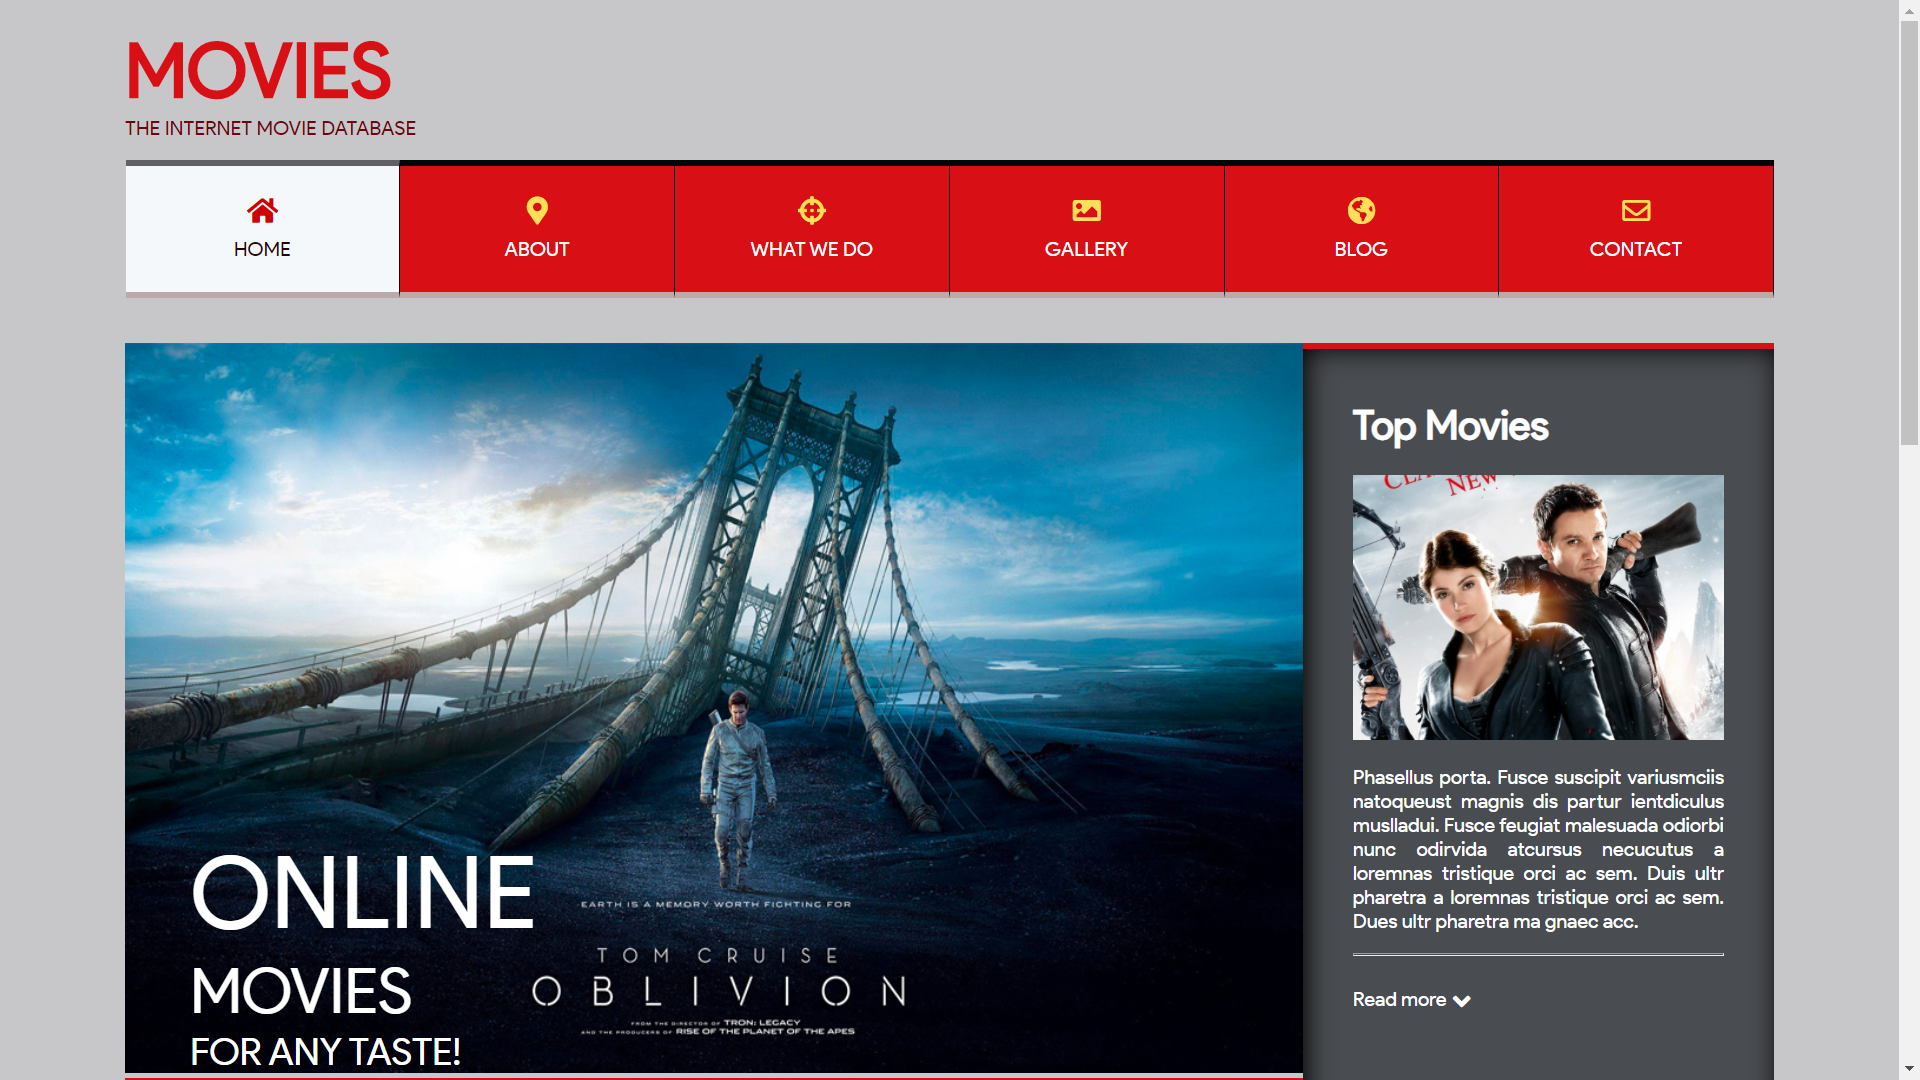 MOVIES
THE INTERNET MOVIE DATABASE
HOME
ABOUT
WHAT WE DO
GALLERY
BLOG
CONTACT
ONLINE
MOVIES
FOR ANY TASTE!
EARTH IS A MEMORY WORTH FIGHTING FOR
TOM CRUISE
OBLIVION
FROM THE DIRECTOR OF TRON: LEGACY
AND THE PRODUCERS OF RISE OF THE PLANET OF THE APES
Top Movies
NEW
Phasellus porta. Fusce suscipit variusmciis
natoqueust magnis dis partur ientdiculus
muslladui. Fusce feugiat malesuada odiorbi
nunc odirvida atcursus necucutus a
loremnas tristique orci ac sem. Duis ultr
pharetra a loremnas tristique orci ac sem.
Dues ultr pharetra ma gnaec acc.
Read more